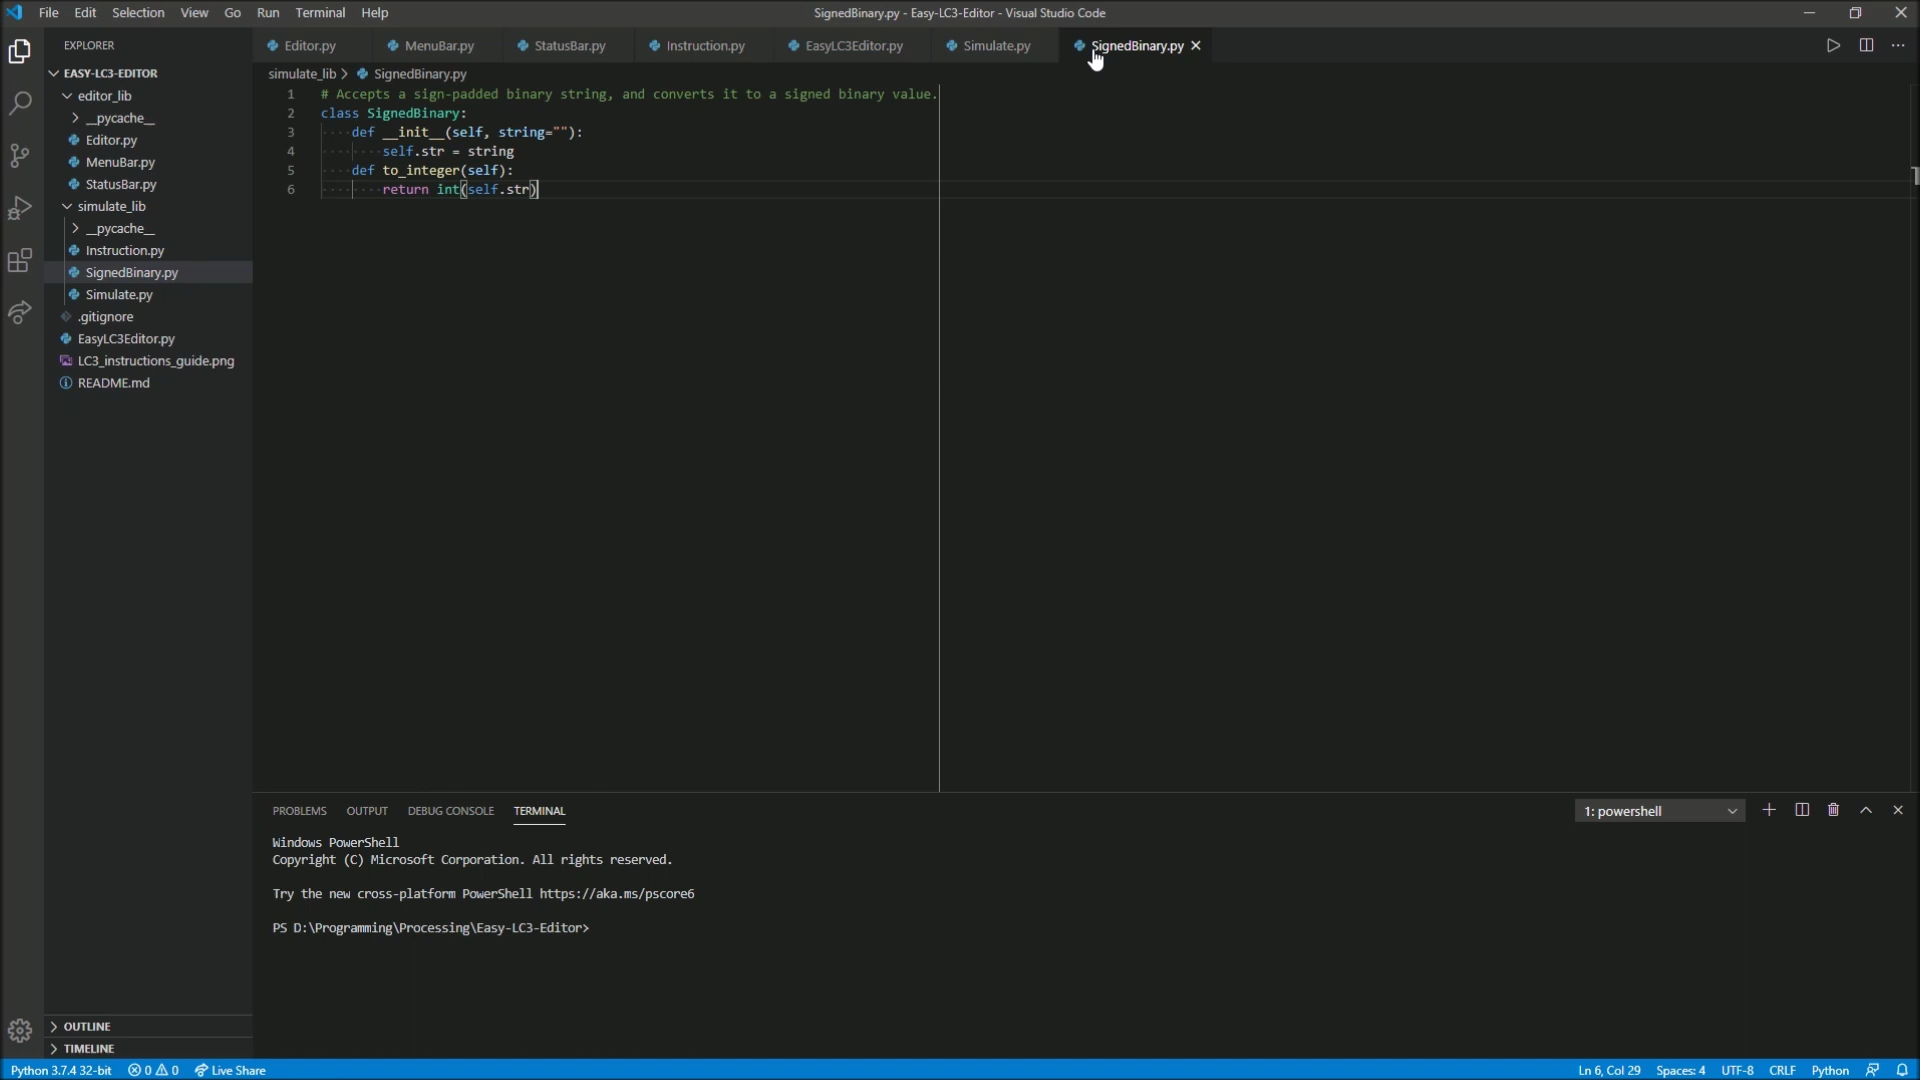 File Edit Selection View Go Run Terminal Help
SignedBinary.py - Easy-LC3-Editor - Visual Studio Code
EXPLORER
Editor.py MenuBar.py StatusBar.py Instruction.py EasyLC3Editor.py Simulate.py SignedBinary.py
EASY-LC3-EDITOR
editor_lib
__pycache__
Editor.py
MenuBar.py
StatusBar.py
simulate_lib
__pycache__
Instruction.py
SignedBinary.py
Simulate.py
.gitignore
EasyLC3Editor.py
LC3_instructions_guide.png
README.md
OUTLINE
TIMELINE
simulate_lib > SignedBinary.py
1 # Accepts a sign-padded binary string, and converts it to a signed binary value.
2 class SignedBinary:
3 ····def __init__(self, string=""):
4 ········self.str = string
5 ····def to_integer(self):
6 ········return int(self.str)
PROBLEMS OUTPUT DEBUG CONSOLE TERMINAL
1: powershell
Windows PowerShell
Copyright (C) Microsoft Corporation. All rights reserved.
Try the new cross-platform PowerShell https://aka.ms/pscore6
PS D:\Programming\Processing\Easy-LC3-Editor>
Python 3.7.4 32-bit 0 0 Live Share Ln 6, Col 29 Spaces: 4 UTF-8 CRLF Python